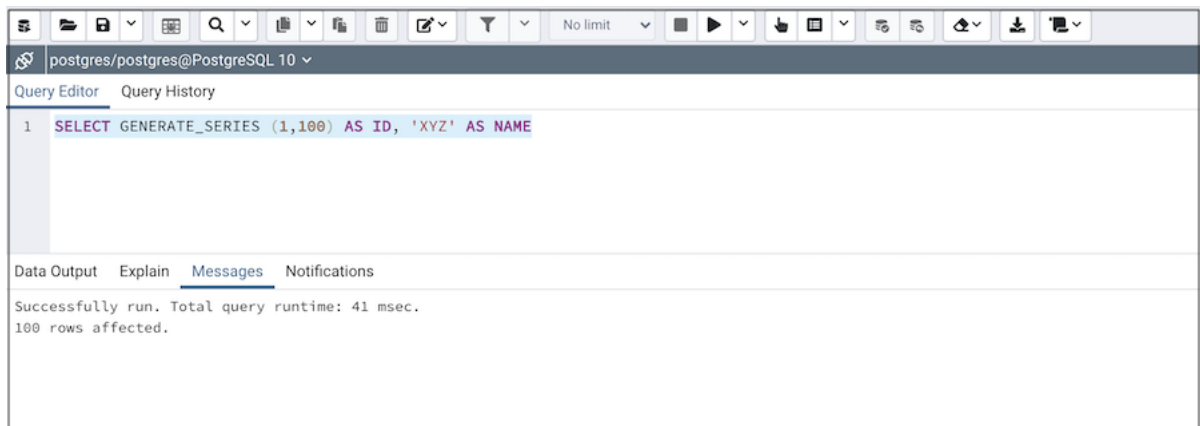 No limit
postgres/postgres@PostgreSQL 10
Query Editor Query History
1 SELECT GENERATE_SERIES (1,100) AS ID, 'XYZ' AS NAME
Data Output Explain Messages Notifications
Successfully run. Total query runtime: 41 msec.
100 rows affected.